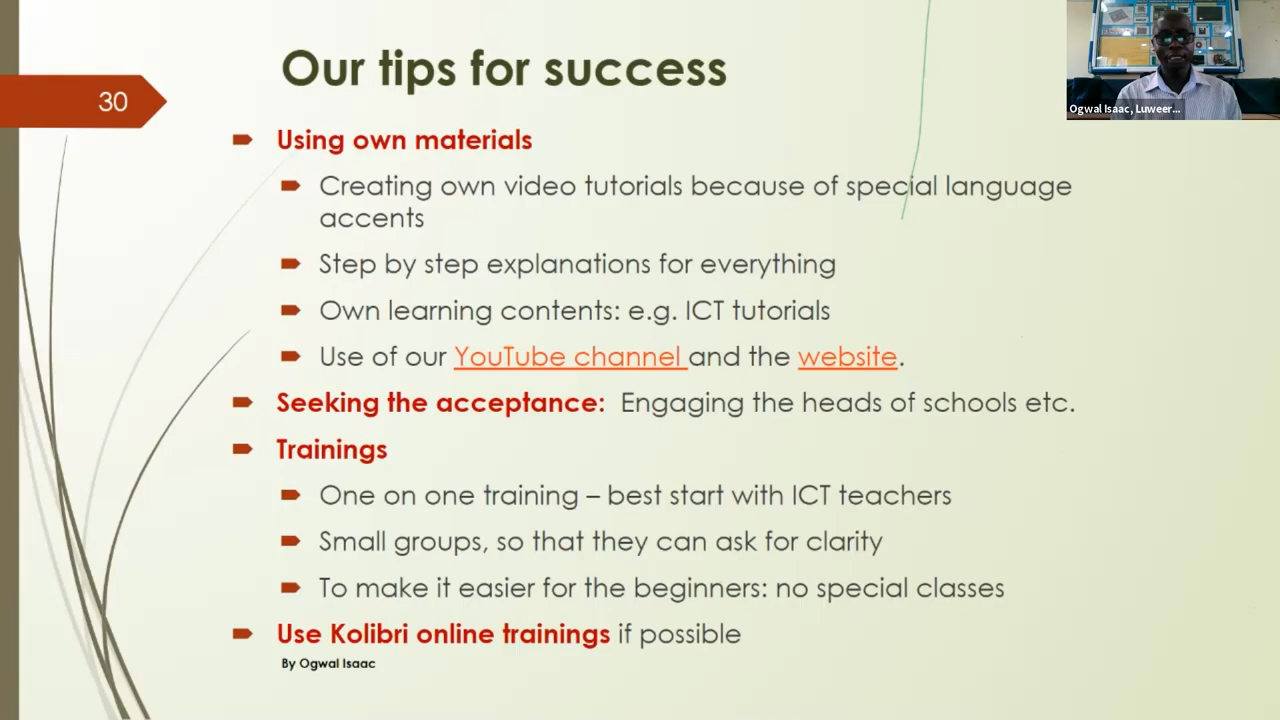 Our tips for success
30
Ogwal Isaac, Luweer...
Using own materials
Creating own video tutorials because of special language
accents
Step by step explanations for everything
Own learning contents: e.g. ICT tutorials
Use of our YouTube channel and the website.
Seeking the acceptance: Engaging the heads of schools etc.
Trainings
One on one training – best start with ICT teachers
Small groups, so that they can ask for clarity
To make it easier for the beginners: no special classes
Use Kolibri online trainings if possible
By Ogwal Isaac